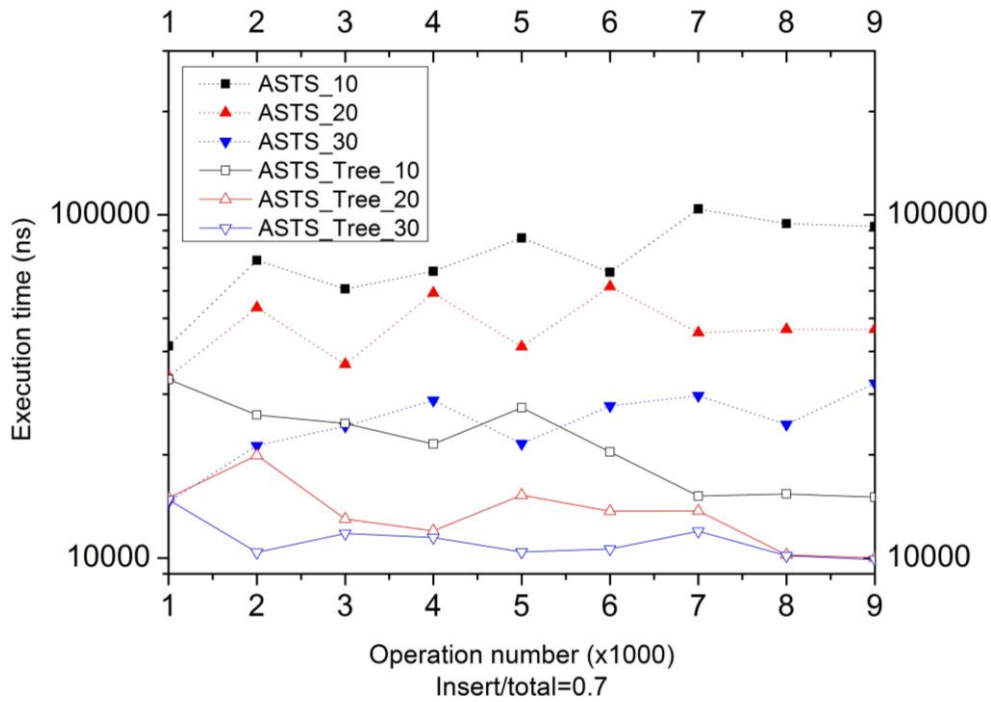 1 2 3 4 5 6 7 8 9
ASTS_10
ASTS_20
ASTS_30
ASTS_Tree_10
ASTS_Tree_20
ASTS_Tree_30
100000 100000
Execution time (ns)
10000 10000
1 2 3 4 5 6 7 8 9
Operation number (x1000)
Insert/total=0.7